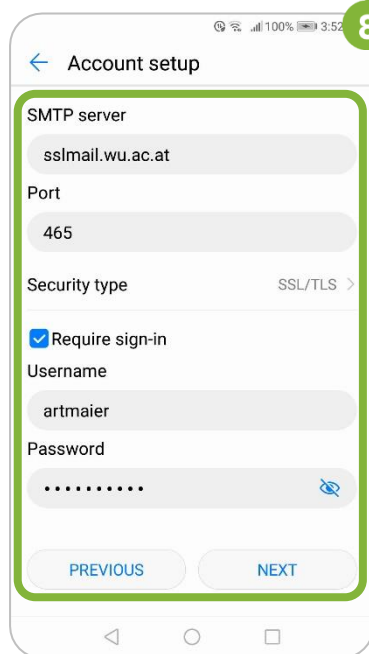 100% 3:52
8
Account setup
SMTP server
sslmail.wu.ac.at
Port
465
Security type SSL/TLS
Require sign-in
Username
artmaier
Password
••••••••••
PREVIOUS NEXT